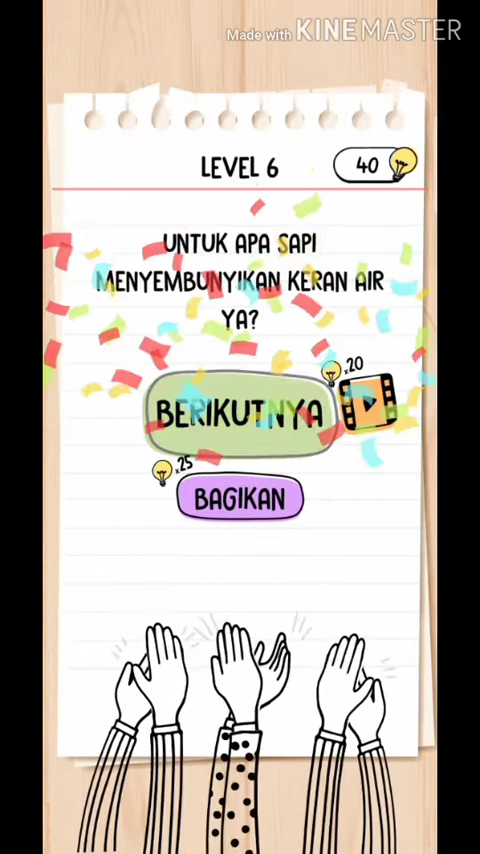 Made with KINEMASTER
LEVEL 6
40
UNTUK APA SAPI
MENYEMBUNYIKAN KERAN AIR
YA?
x20
BERIKUTNYA
x25
BAGIKAN